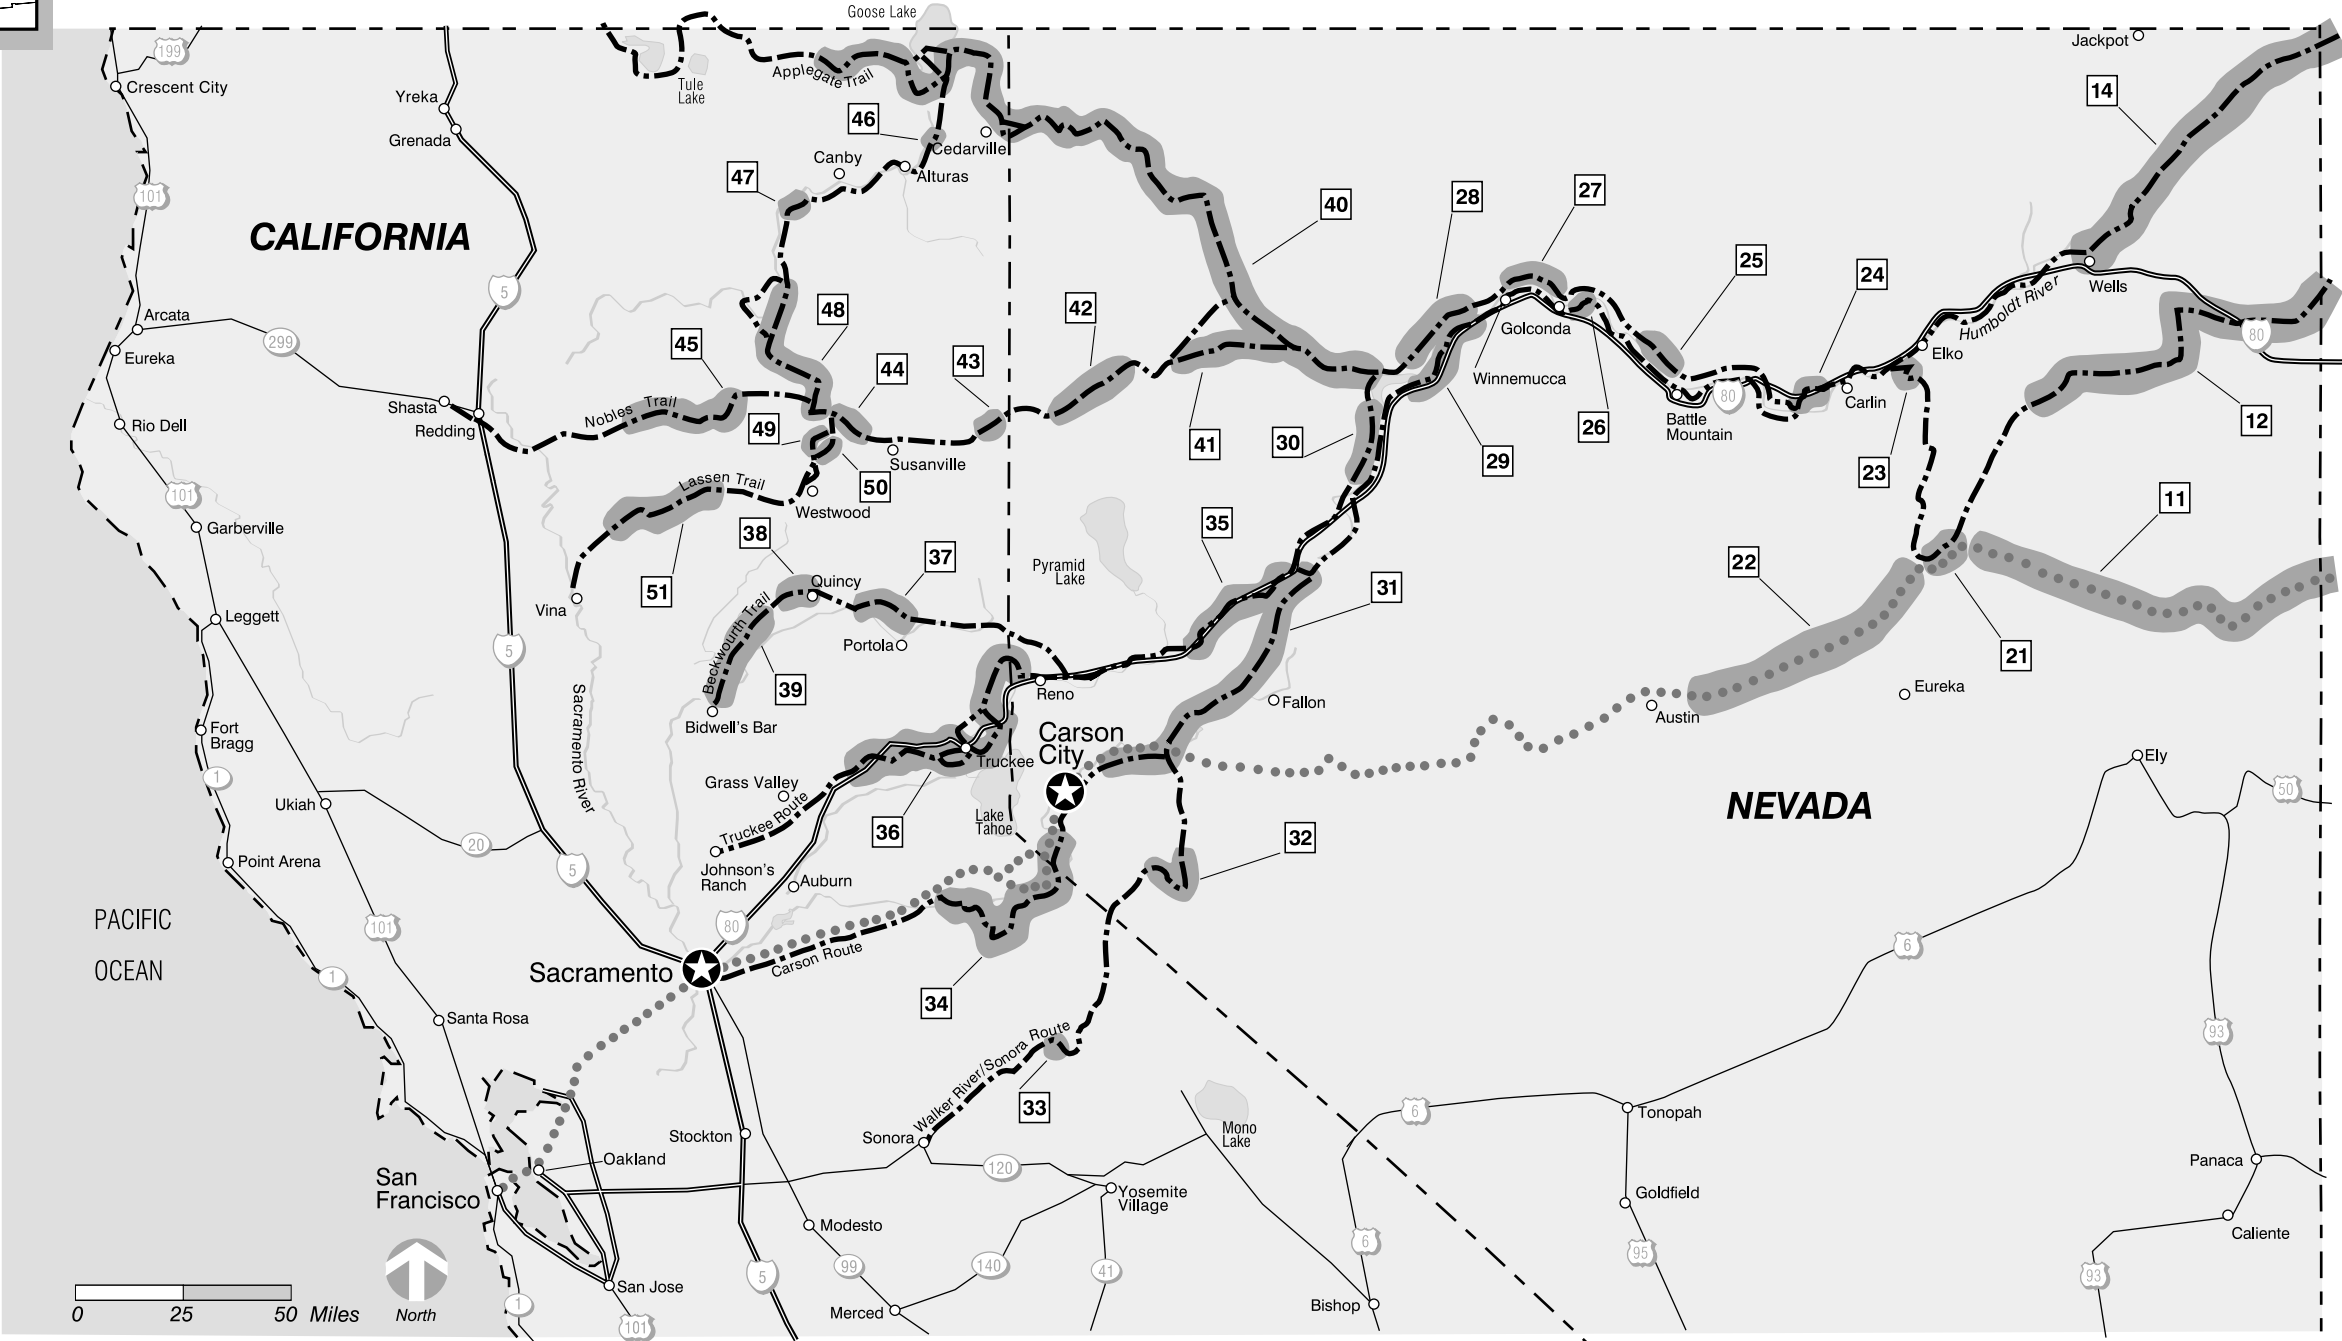 Goose Lake
Jackpot
199
Crescent City
Tule
Lake
Applegate Trail
Yreka
Grenada
14
46
Cedarville
Canby
Alturas
47
101
40
28
27
CALIFORNIA
5
25
24
Wells
Humboldt River
42
48
Golconda
26
80
Arcata
299
Eureka
45
44
43
Elko
Winnemucca
Carlin
80
Shasta
Redding
Nobles Trail
Battle
Mountain
12
Rio Dell
49
41
30
29
23
Susanville
50
Lassen Trail
101
Westwood
11
Garberville
38
37
35
Pyramid
Lake
22
51
Quincy
31
Vina
Leggett
Beckwourth Trail
Portola
21
39
Reno
Eureka
5
Sacramento River
Bidwell's Bar
Fallon
Austin
Fort
Bragg
Carson
City
Truckee
Ely
1
Grass Valley
50
Ukiah
Truckee Route
Lake
Tahoe
NEVADA
36
32
20
Johnson's
Ranch
Auburn
Point Arena
5
PACIFIC
OCEAN
101
80
Carson Route
6
Sacramento
1
34
Santa Rosa
Walker River/Sonora Route
93
33
Mono
Lake
6
Tonopah
Stockton
Sonora
Oakland
120
Panaca
San
Francisco
Yosemite
Village
Goldfield
Modesto
Caliente
6
95
North
99
140
41
93
5
San Jose
0 25 50 Miles
1
101
Merced
Bishop